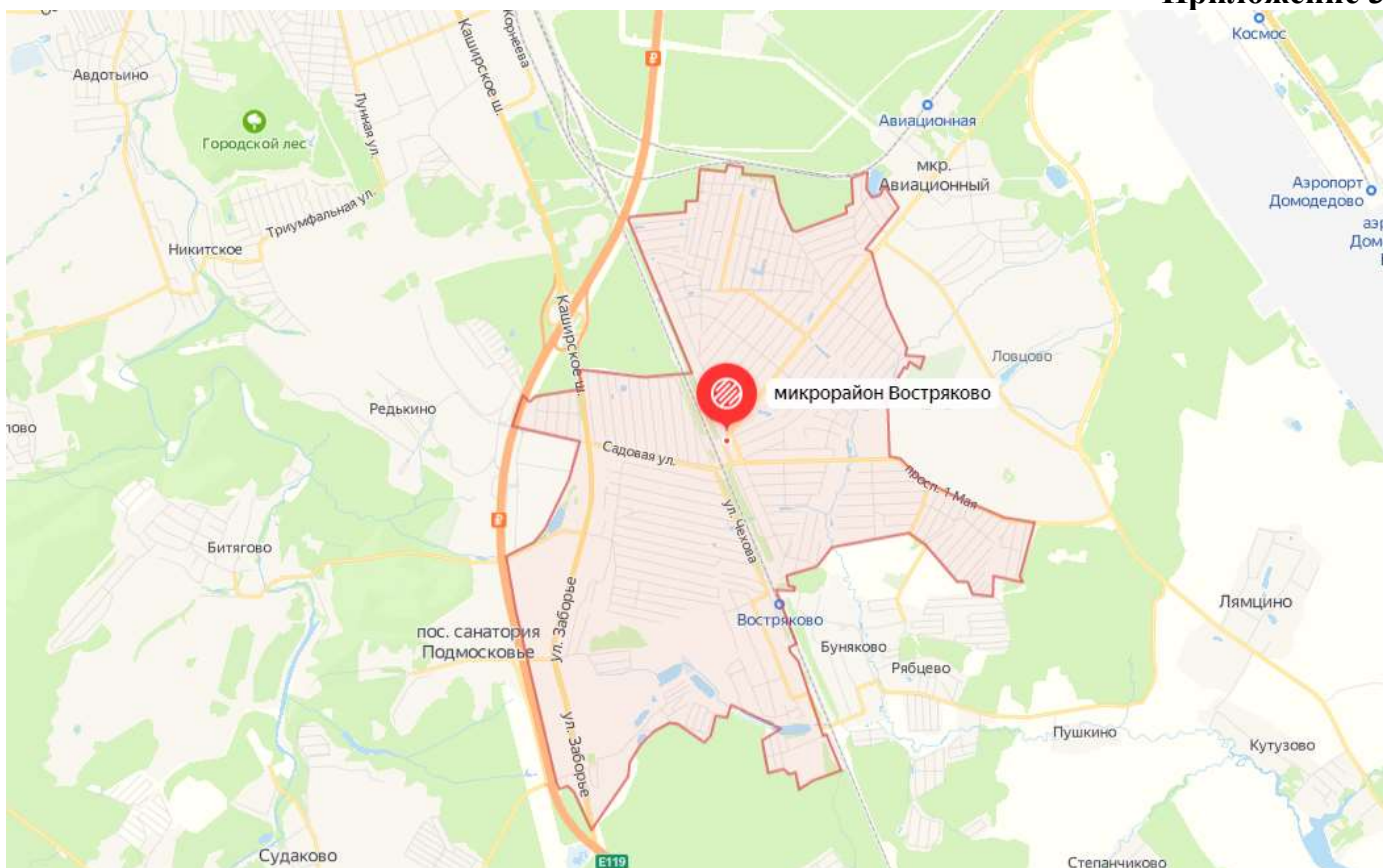 Космос
Авдотьино
Корнеева
Каширское ш.
Лунная ул.
Городской лес
Авиационная
мкр.
Авиационный
Аэропорт
Домодедово
Триумфальная ул.
Никитское
Каширское ш.
Ловцово
микрорайон Востряково
Редькино
Садовая ул.
просп. 1 Мая
ул. Чехова
Битягово
ул. Заборье
Востряково
Лямцино
пос. санатория
Подмосковье
Буняково
Рябцево
ул. Заборье
Пушкино
Кутузово
Судаково
E119
Степанчиково